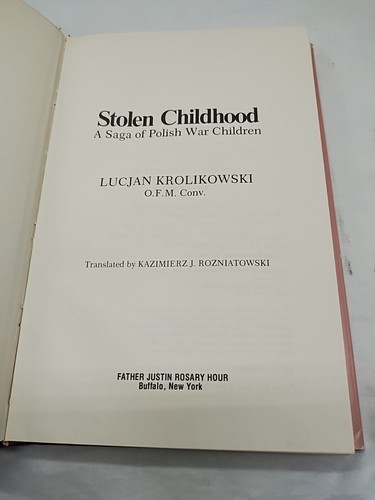 Stolen Childhood
A Saga of Polish War Children
LUCJAN KROLIKOWSKI
O.F.M. Conv.
Translated by KAZIMIERZ J. ROZNIATOWSKI
FATHER JUSTIN ROSARY HOUR
Buffalo, New York